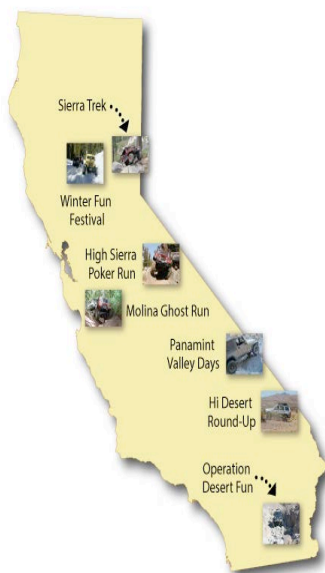 Sierra Trek
Winter Fun
Festival
High Sierra
Poker Run
Molina Ghost Run
Panamint
Valley Days
Hi Desert
Round-Up
Operation
Desert Fun